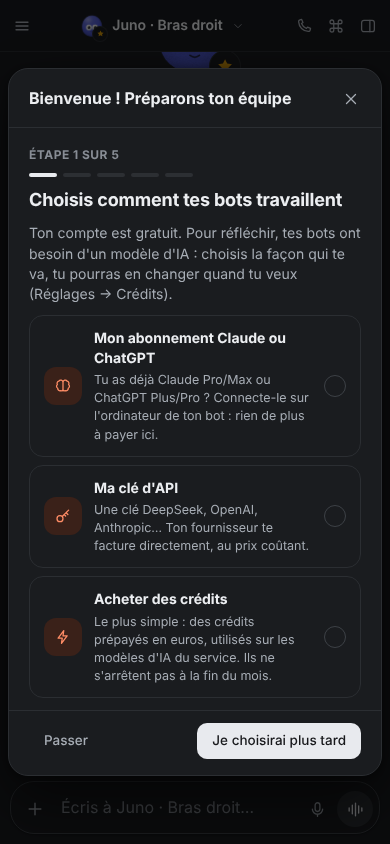 Juno · Bras droit
Bienvenue ! Préparons ton équipe
ÉTAPE 1 SUR 5
Choisis comment tes bots travaillent
Ton compte est gratuit. Pour réfléchir, tes bots ont
besoin d'un modèle d'IA : choisis la façon qui te
va, tu pourras en changer quand tu veux
(Réglages → Crédits).
Mon abonnement Claude ou
ChatGPT
Tu as déjà Claude Pro/Max ou
ChatGPT Plus/Pro ? Connecte-le sur
l'ordinateur de ton bot : rien de plus
à payer ici.
Ma clé d'API
Une clé DeepSeek, OpenAI,
Anthropic... Ton fournisseur te
facture directement, au prix coûtant.
Acheter des crédits
Le plus simple : des crédits
prépayés en euros, utilisés sur les
modèles d'IA du service. Ils ne
s'arrêtent pas à la fin du mois.
Passer
Je choisirai plus tard
Écris à Juno · Bras droit...